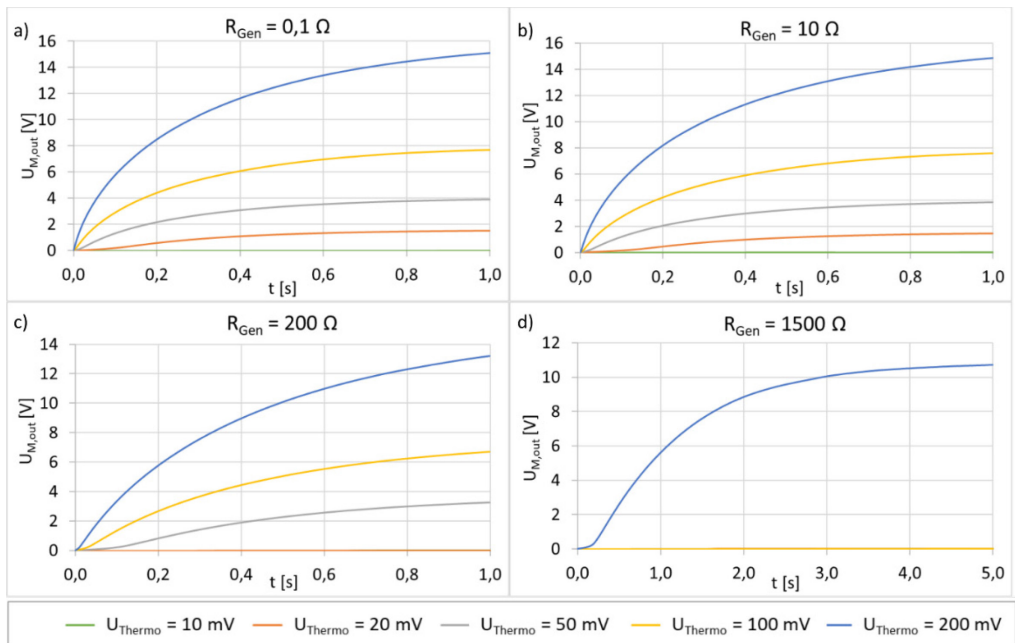 a)
R_Gen = 0,1 Ω
U_M,out [V]
16
14
12
10
8
6
4
2
0
0,0 0,2 0,4 0,6 0,8 1,0
t [s]
b)
R_Gen = 10 Ω
U_M,out [V]
16
14
12
10
8
6
4
2
0
0,0 0,2 0,4 0,6 0,8 1,0
t [s]
c)
R_Gen = 200 Ω
U_M,out [V]
14
12
10
8
6
4
2
0
0,0 0,2 0,4 0,6 0,8 1,0
t [s]
d)
R_Gen = 1500 Ω
U_M,out [V]
12
10
8
6
4
2
0
0,0 1,0 2,0 3,0 4,0 5,0
t [s]
U_Thermo = 10 mV U_Thermo = 20 mV U_Thermo = 50 mV U_Thermo = 100 mV U_Thermo = 200 mV